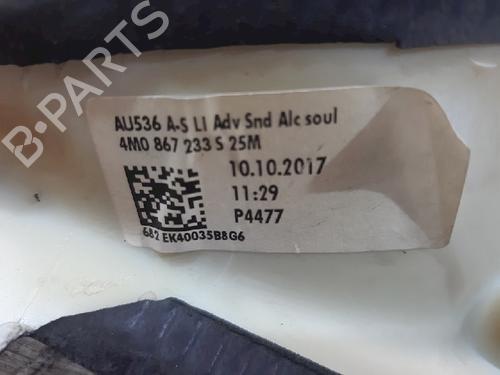 AU536 A-S LI Adv Snd Alc soul
4M0 867 233 S 25M
10.10.2017
11:29
P4477
682 EK40035B8G6
B-PARTS